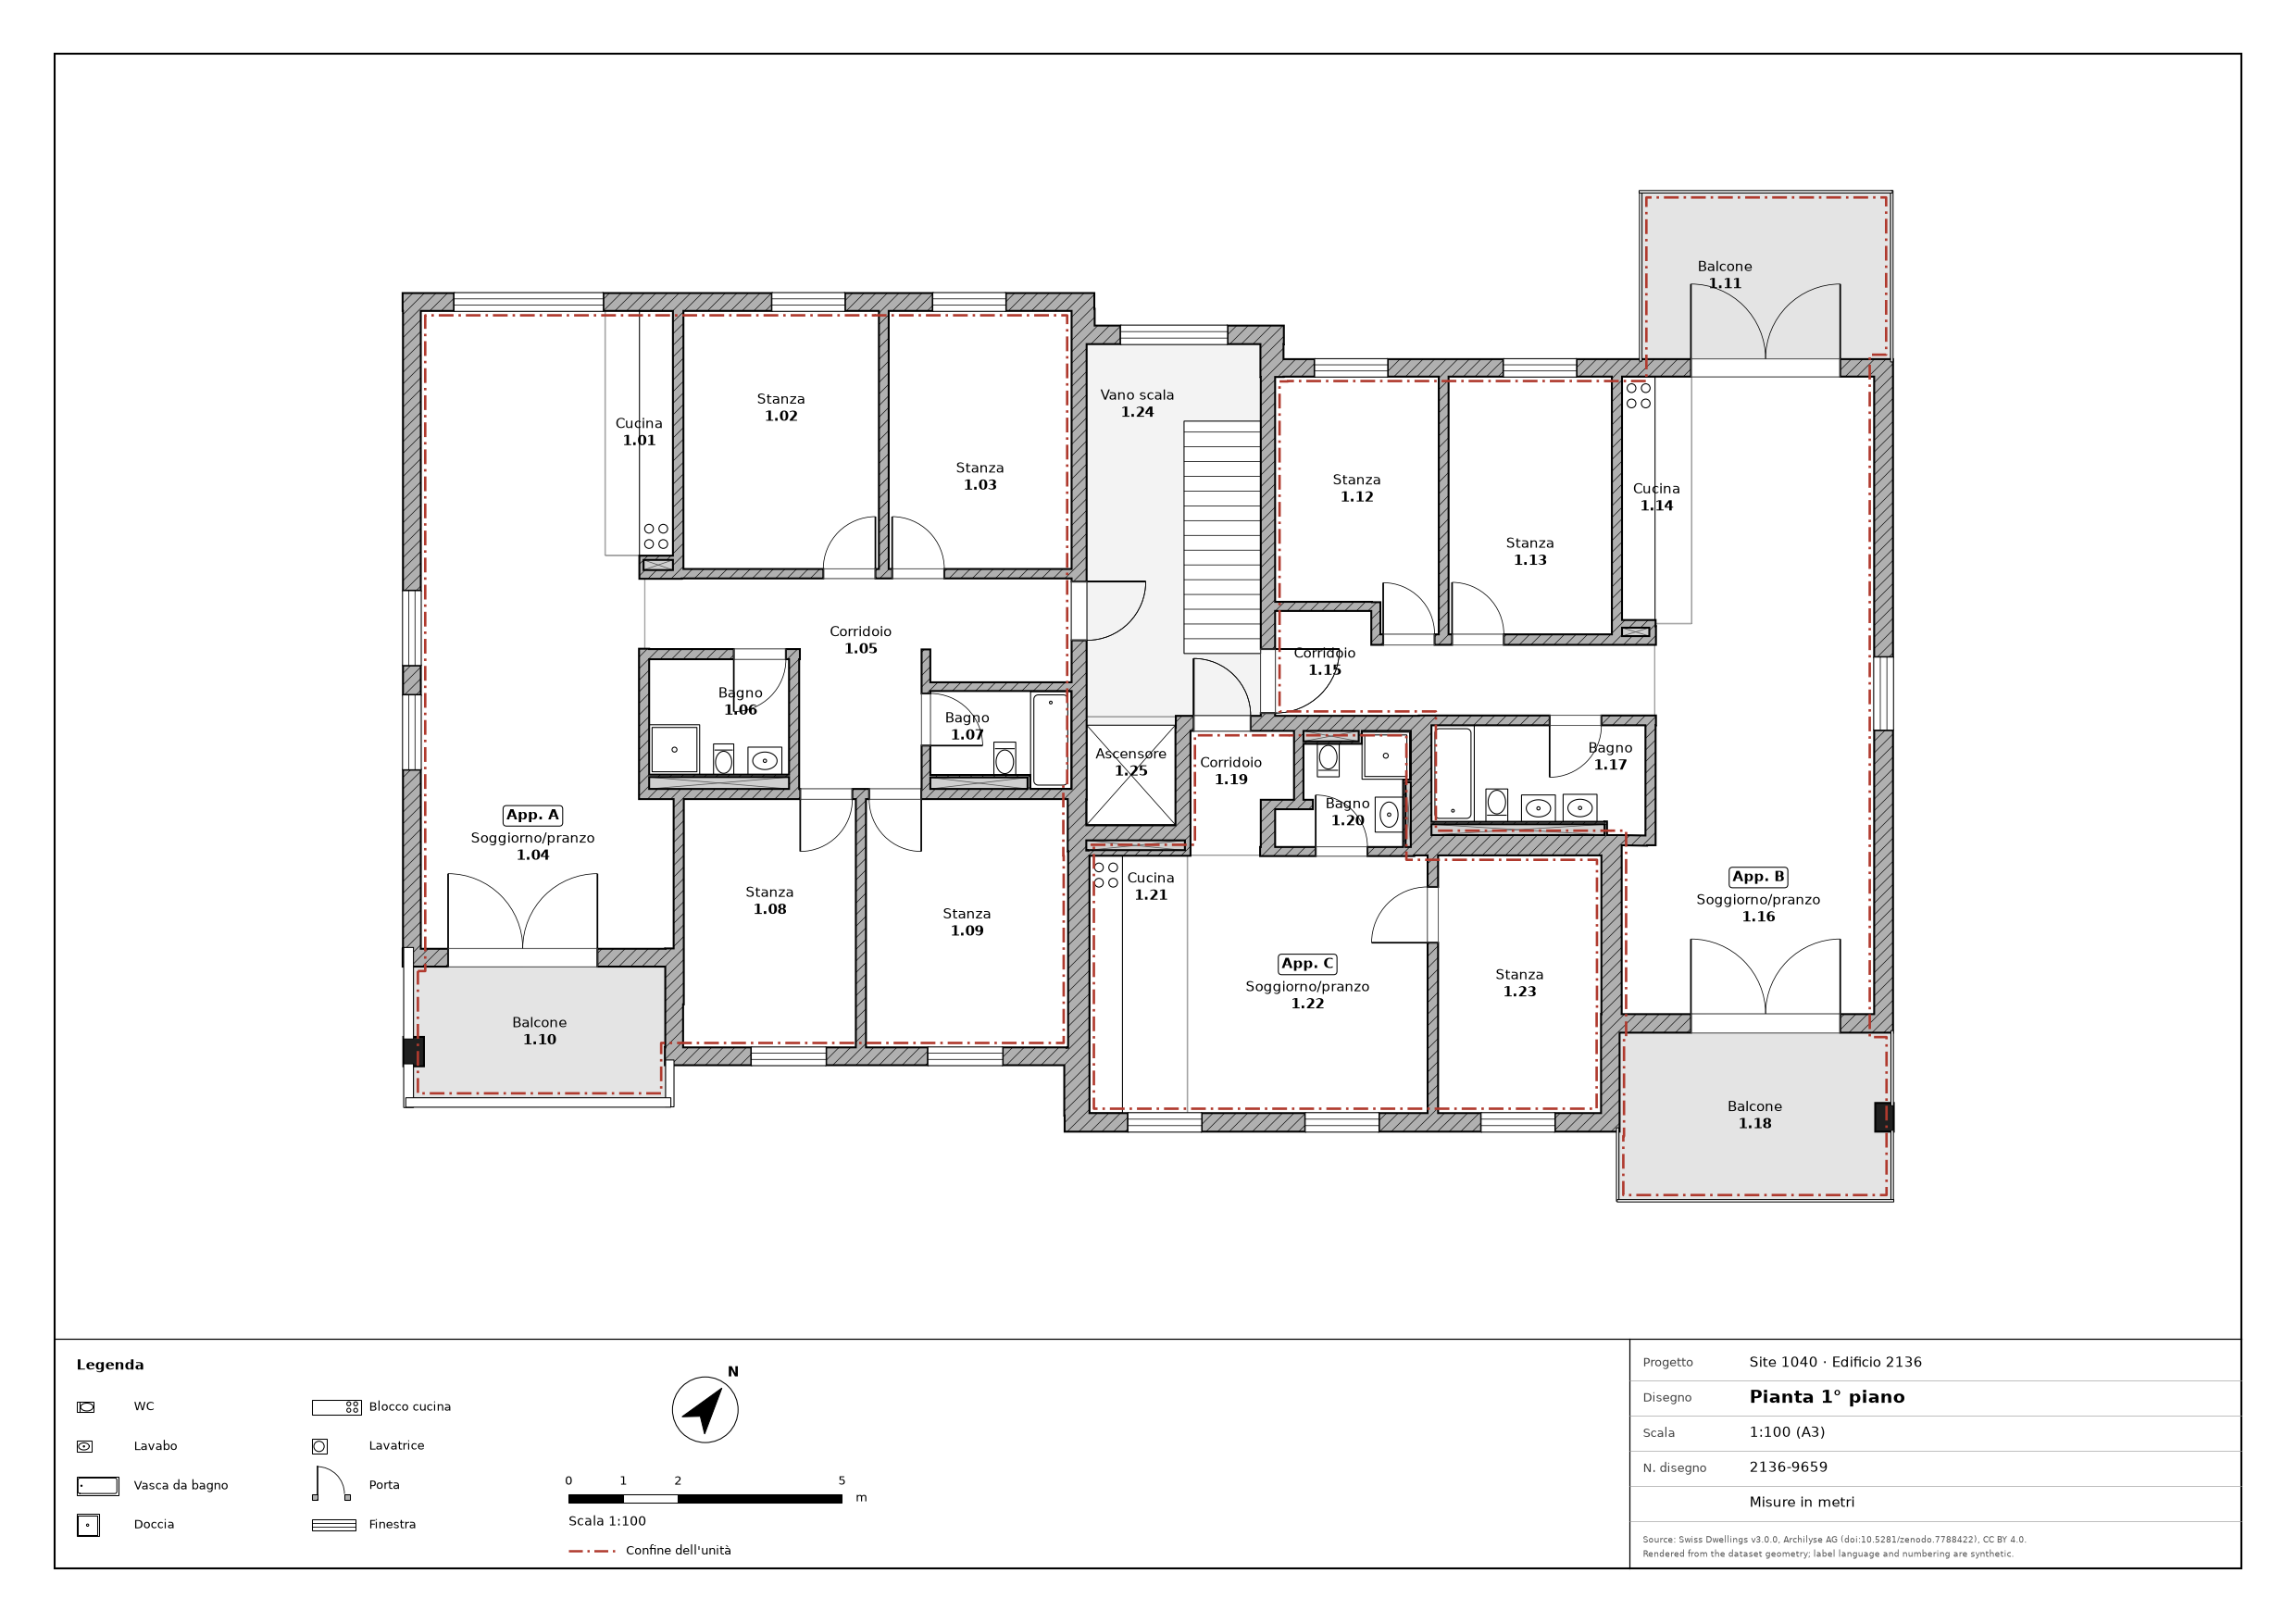 Balcone
1.11
Stanza
1.02
Vano scala
1.24
Cucina
1.01
Stanza
1.03
Stanza
1.12
Cucina
1.14
Stanza
1.13
Corridoio
1.05
Corridoio
1.15
Bagno
1.06
Bagno
1.07
Ascensore
1.25
Corridoio
1.19
Bagno
1.17
Bagno
1.20
App. A
Soggiorno/pranzo
1.04
Stanza
1.08
Stanza
1.09
Cucina
1.21
App. B
Soggiorno/pranzo
1.16
App. C
Soggiorno/pranzo
1.22
Stanza
1.23
Balcone
1.10
Balcone
1.18
Legenda
WC
Lavabo
Vasca da bagno
Doccia
Blocco cucina
Lavatrice
Porta
Finestra
N
0 1 2 5
m
Scala 1:100
Confine dell'unità
Progetto Site 1040 · Edificio 2136
Disegno Pianta 1° piano
Scala 1:100 (A3)
N. disegno 2136-9659
Misure in metri
Source: Swiss Dwellings v3.0.0, Archilyse AG (doi:10.5281/zenodo.7788422), CC BY 4.0.
Rendered from the dataset geometry; label language and numbering are synthetic.